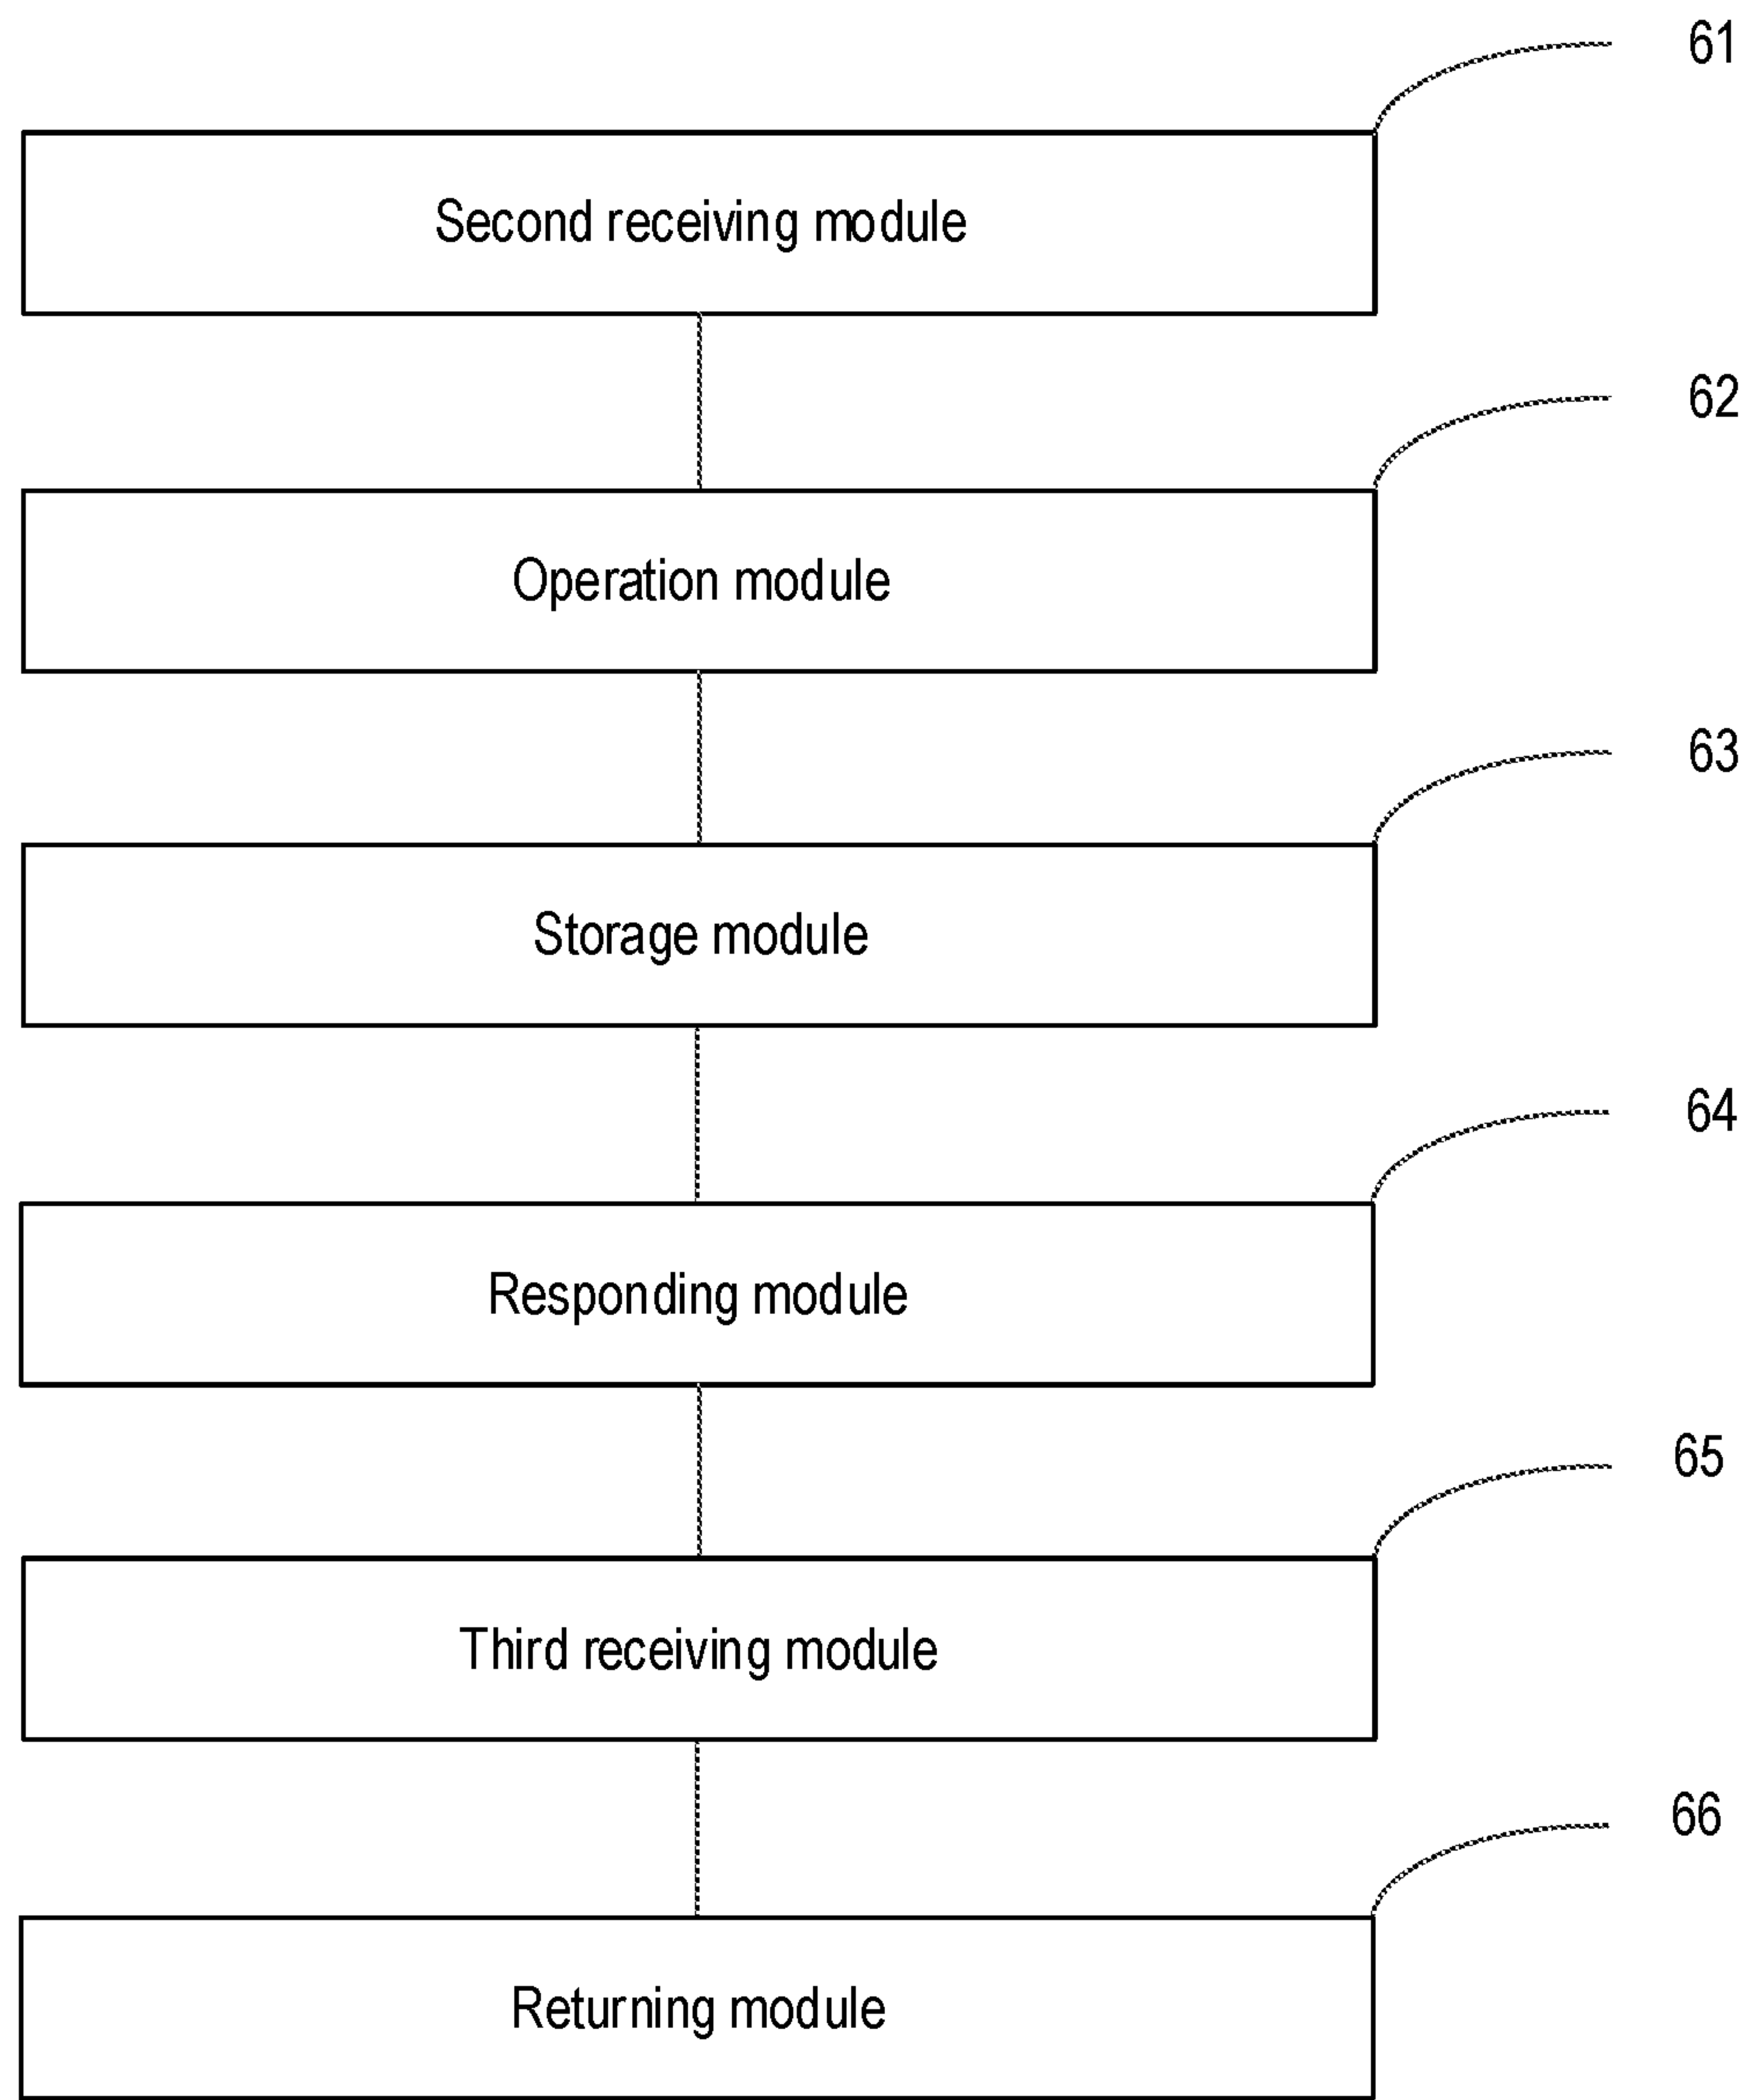 61
Second receiving module
62
Operation module
63
Storage module
64
Responding module
65
Third receiving module
66
Returning module